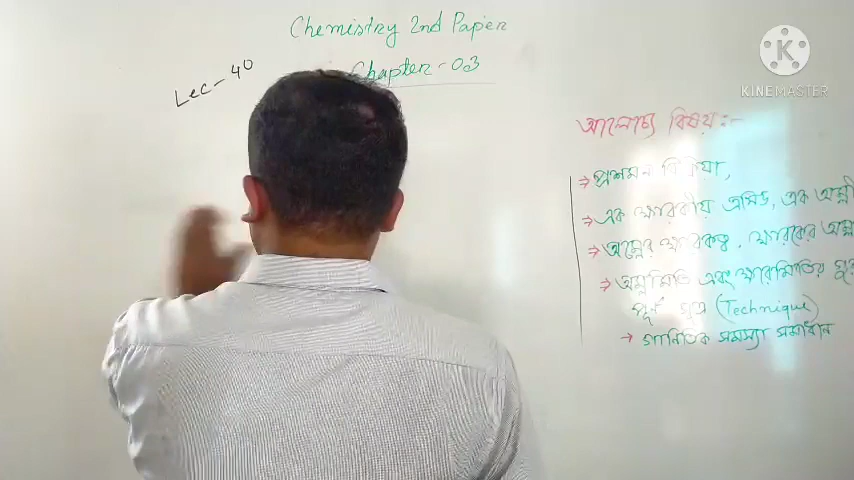 Chemistry 2nd Paper
Chapter-03
Lec-40
KINEMASTER
আলোচ্য বিষয় :-
→ প্রশমন বিক্রিয়া,
→ এক ক্ষারকীয় এসিড, এক অম্লী
→ অম্লের ক্ষারকত্ব, ক্ষারকের অম্ল
→ অম্লমিতি এবং ক্ষারমিতির
পূর্ণ সূত্র (Technique)
→ গাণিতিক সমস্যা সমাধান